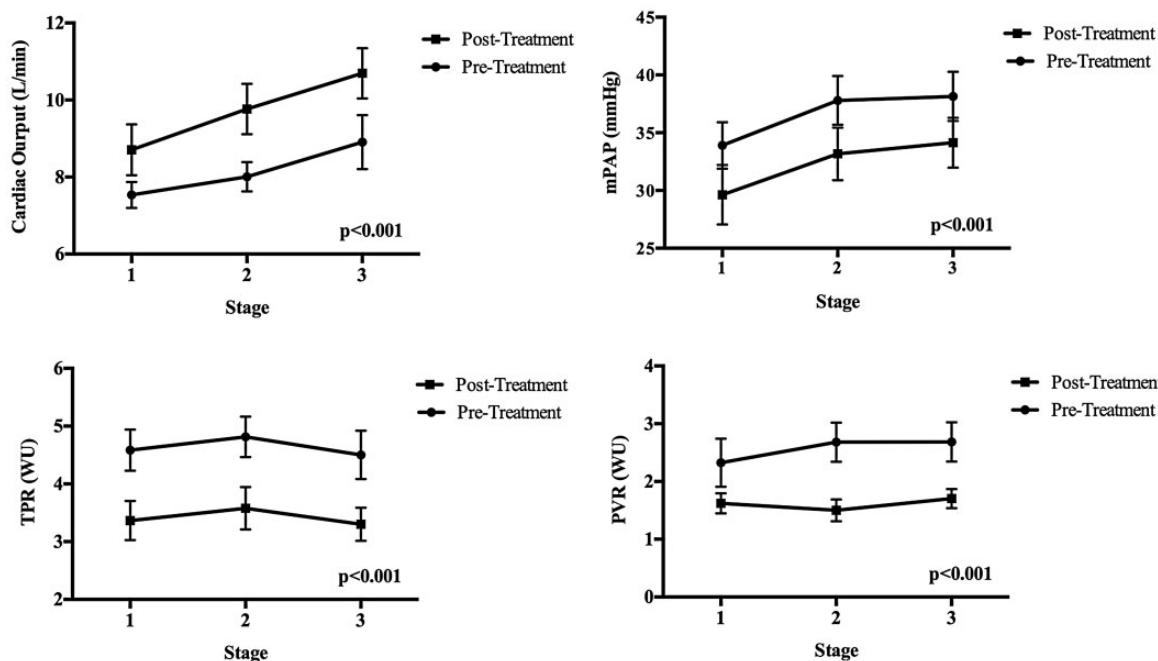 Cardiac Ourput (L/min)
12
10
8
6
1 2 3
Stage
Post-Treatment
Pre-Treatment
p<0.001
mPAP (mmHg)
45
40
35
30
25
1 2 3
Stage
Post-Treatment
Pre-Treatment
p<0.001
TPR (WU)
6
5
4
3
2
1 2 3
Stage
Post-Treatment
Pre-Treatment
p<0.001
PVR (WU)
4
3
2
1
0
1 2 3
Stage
Post-Treatmen
Pre-Treatment
p<0.001